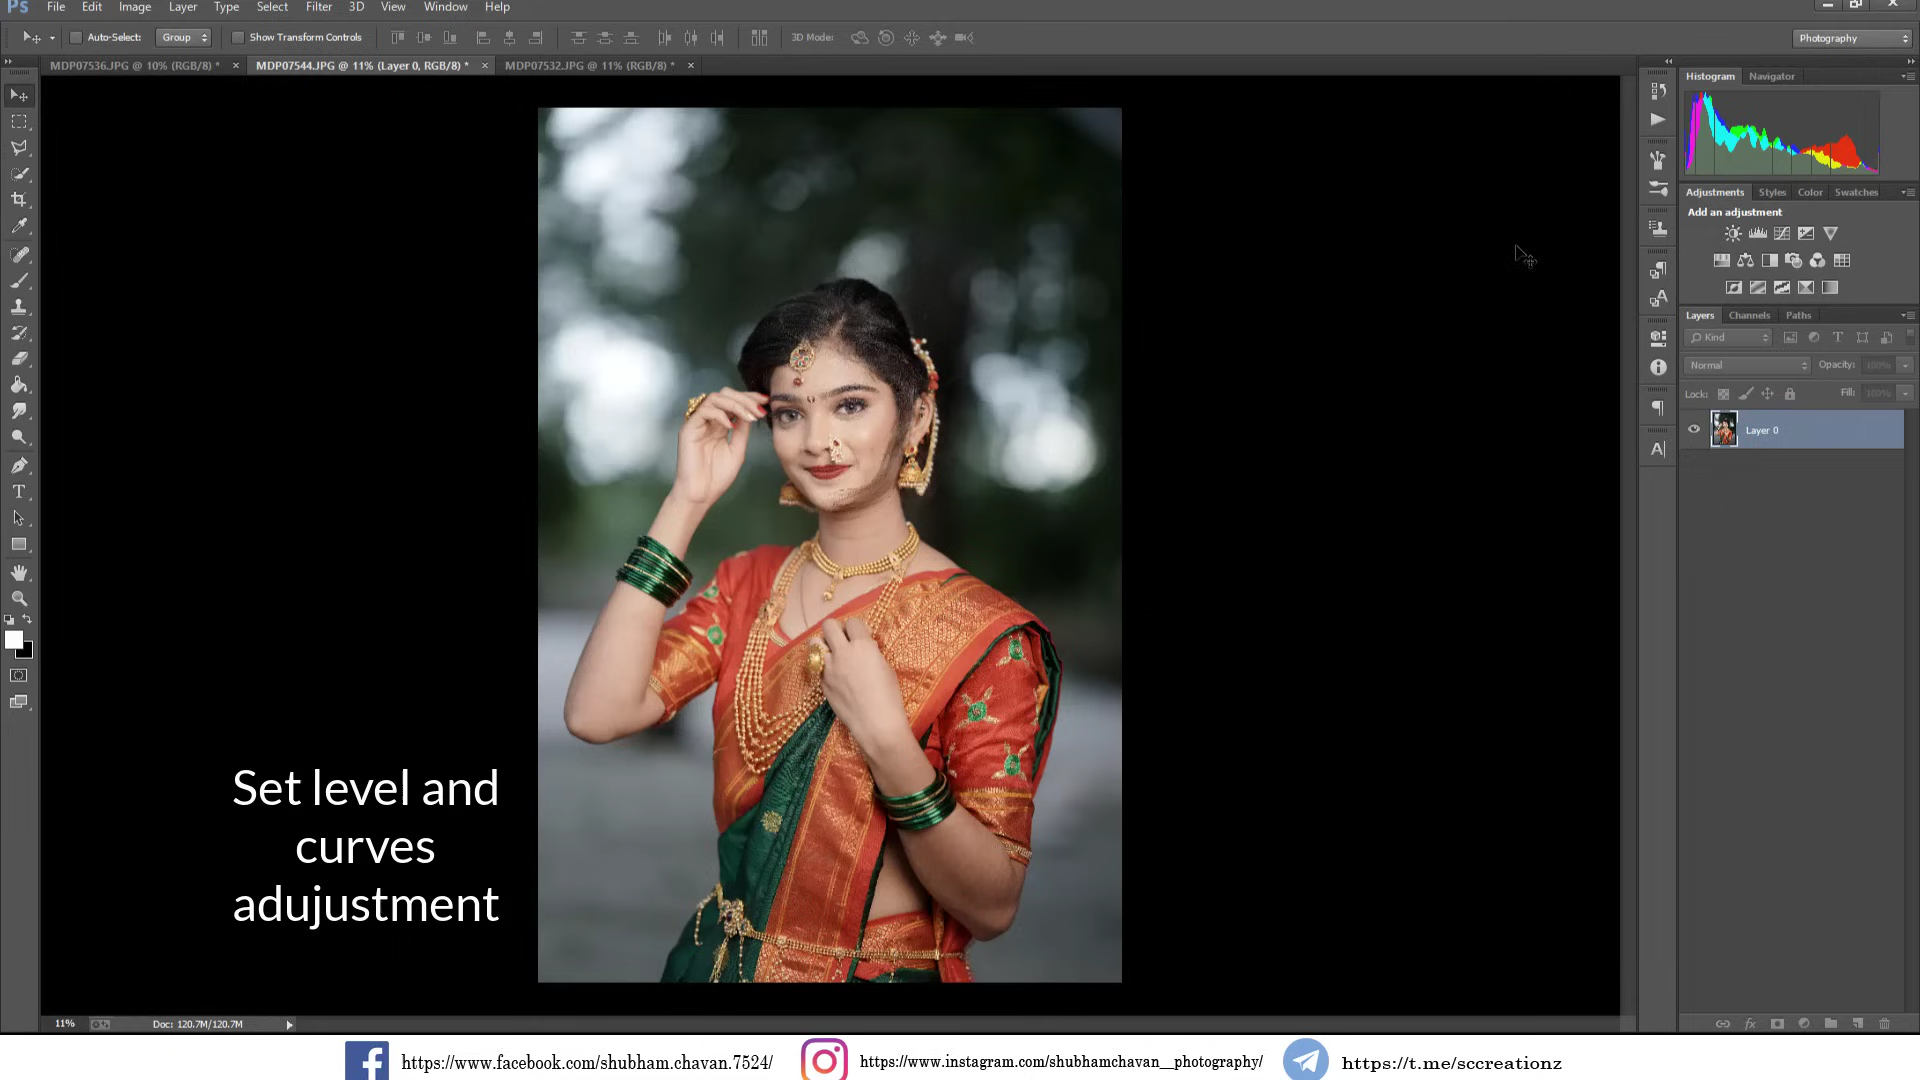 Ps File Edit Image Layer Type Select Filter 3D View Window Help
Auto-Select: Group Show Transform Controls 3D Mode: Photography
MDP07536.JPG @ 10% (RGB/8) * MDP07544.JPG @ 11% (Layer 0, RGB/8) * MDP07532.JPG @ 11% (RGB/8) *
Histogram Navigator
Adjustments Styles Color Swatches
Add an adjustment
Layers Channels Paths
Kind
Normal Opacity: 100%
Lock: Fill: 100%
Layer 0
Set level and
curves
adujustment
11% Doc: 120.7M/120.7M
https://www.facebook.com/shubham.chavan.7524/ https://www.instagram.com/shubhamchavan__photography/ https://t.me/sccreationz